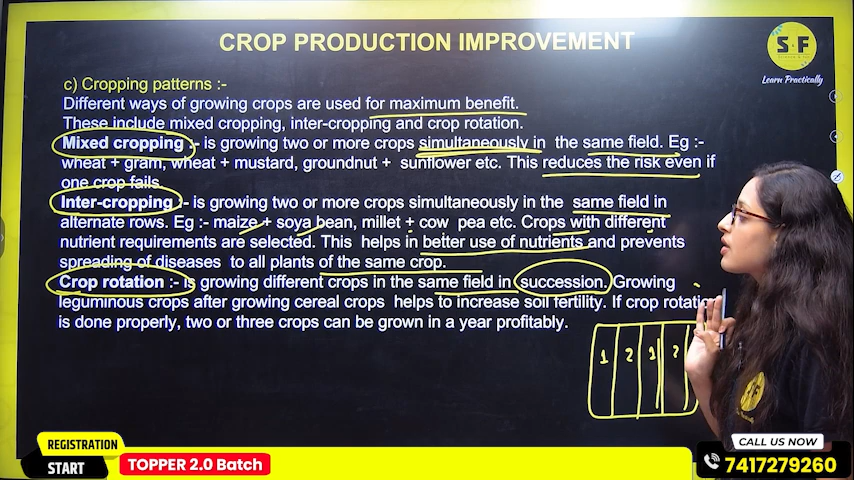 CROP PRODUCTION IMPROVEMENT
S F
Learn Practically
c) Cropping patterns :-
Different ways of growing crops are used for maximum benefit.
These include mixed cropping, inter-cropping and crop rotation.
Mixed cropping :- is growing two or more crops simultaneously in the same field. Eg :-
wheat + gram, wheat + mustard, groundnut + sunflower etc. This reduces the risk even if
one crop fails.
Inter-cropping :- is growing two or more crops simultaneously in the same field in
alternate rows. Eg :- maize + soya bean, millet + cow pea etc. Crops with different
nutrient requirements are selected. This helps in better use of nutrients and prevents
spreading of diseases to all plants of the same crop.
Crop rotation :- is growing different crops in the same field in succession. Growing
leguminous crops after growing cereal crops helps to increase soil fertility. If crop rotation
is done properly, two or three crops can be grown in a year profitably.
1 2 1 2
REGISTRATION
START
TOPPER 2.0 Batch
CALL US NOW
7417279260